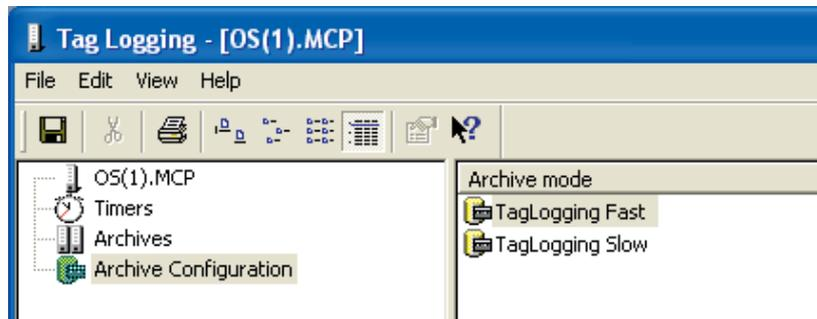 Tag Logging - [OS(1).MCP]
File Edit View Help
OS(1).MCP
Timers
Archives
Archive Configuration
Archive mode
TagLogging Fast
TagLogging Slow